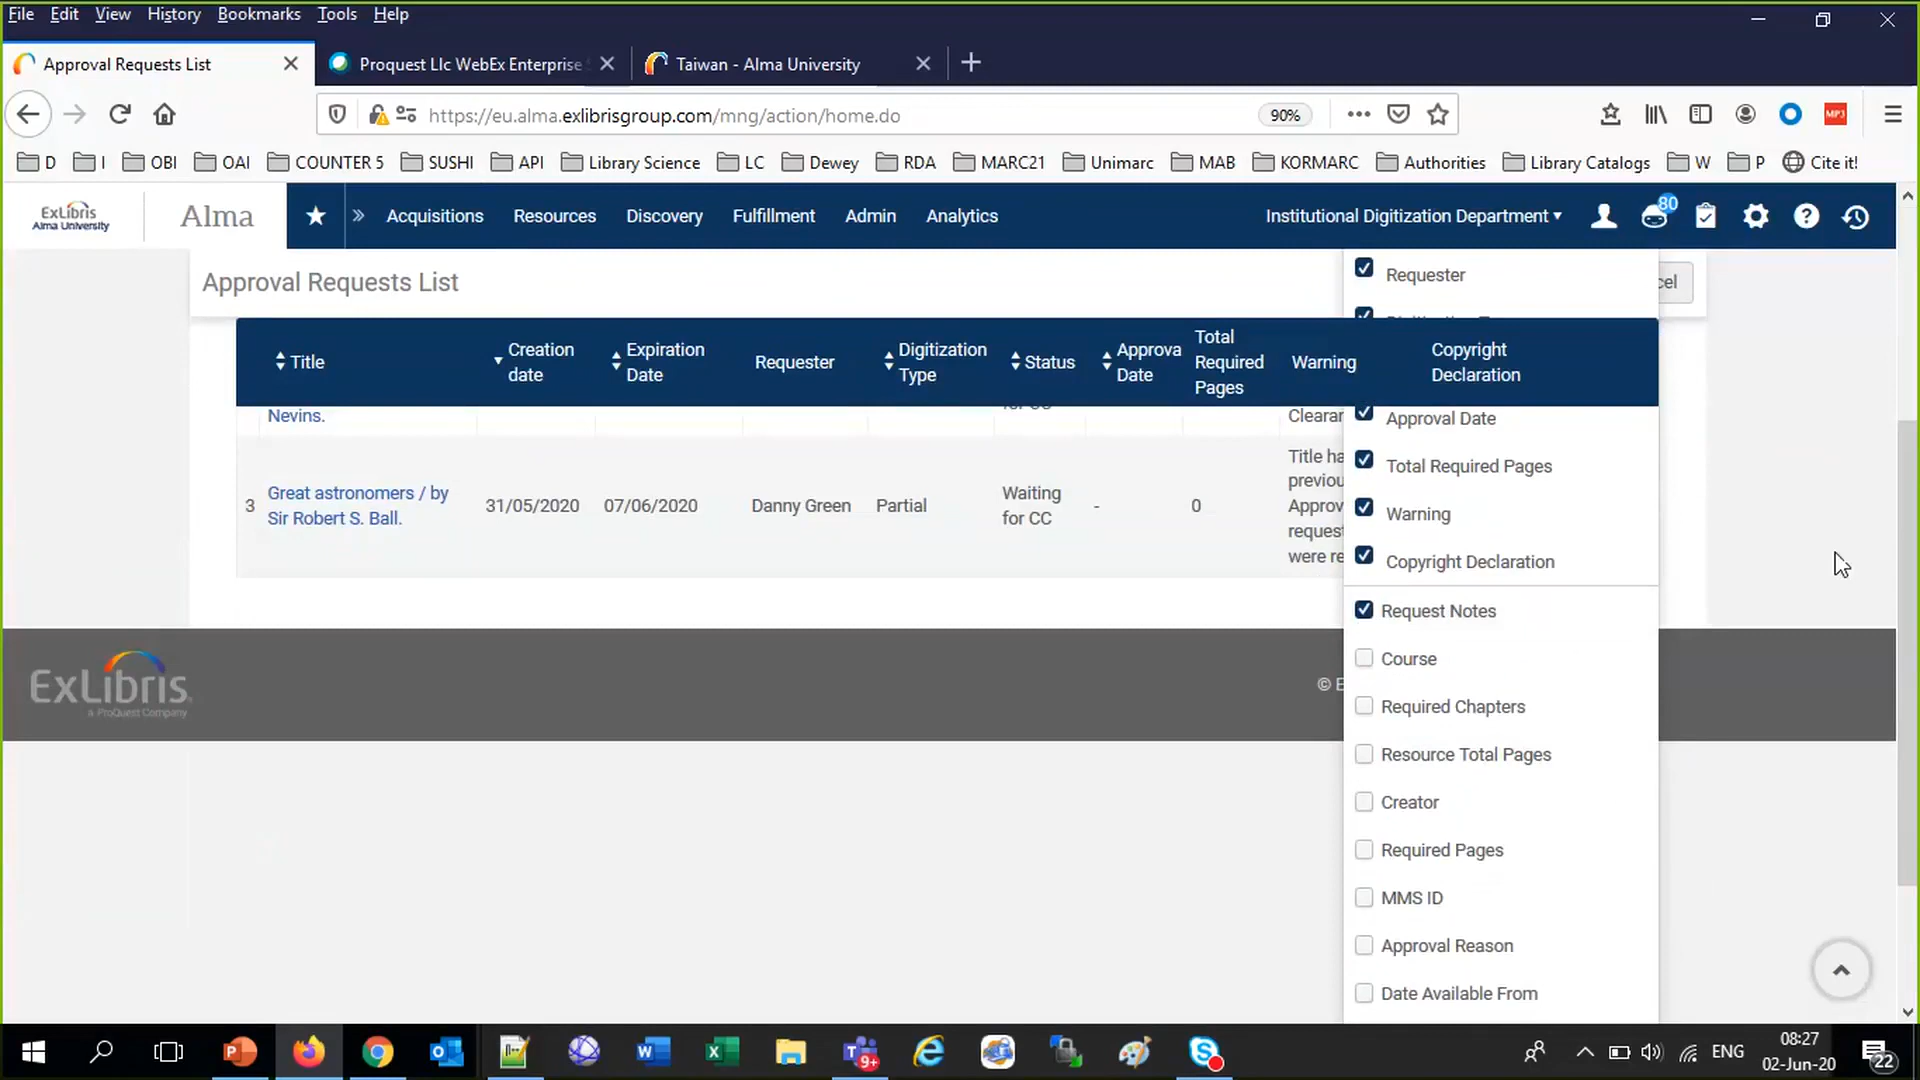 File Edit View History Bookmarks Tools Help
Approval Requests List
Proquest Llc WebEx Enterprise
Taiwan - Alma University
https://eu.alma.exlibrisgroup.com/mng/action/home.do
90%
MP3
D
I
OBI
OAI
COUNTER 5
SUSHI
API
Library Science
LC
Dewey
RDA
MARC21
Unimarc
MAB
KORMARC
Authorities
Library Catalogs
W
P
Cite it!
ExLibris
Alma University
Alma
Acquisitions
Resources
Discovery
Fulfillment
Admin
Analytics
Institutional Digitization Department
80
Approval Requests List
Requester
cel
Title
Creation
date
Expiration
Date
Requester
Digitization
Type
Status
Approva
Date
Total
Required
Pages
Warning
Copyright
Declaration
Nevins.
Clearan
3
Great astronomers / by
Sir Robert S. Ball.
31/05/2020
07/06/2020
Danny Green
Partial
Waiting
for CC
-
0
Title ha
previou
Approv
request
were re
Approval Date
Total Required Pages
Warning
Copyright Declaration
Request Notes
Course
Required Chapters
Resource Total Pages
Creator
Required Pages
MMS ID
Approval Reason
Date Available From
ExLibris
a ProQuest Company
© E
9+
ENG
08:27
02-Jun-20
22